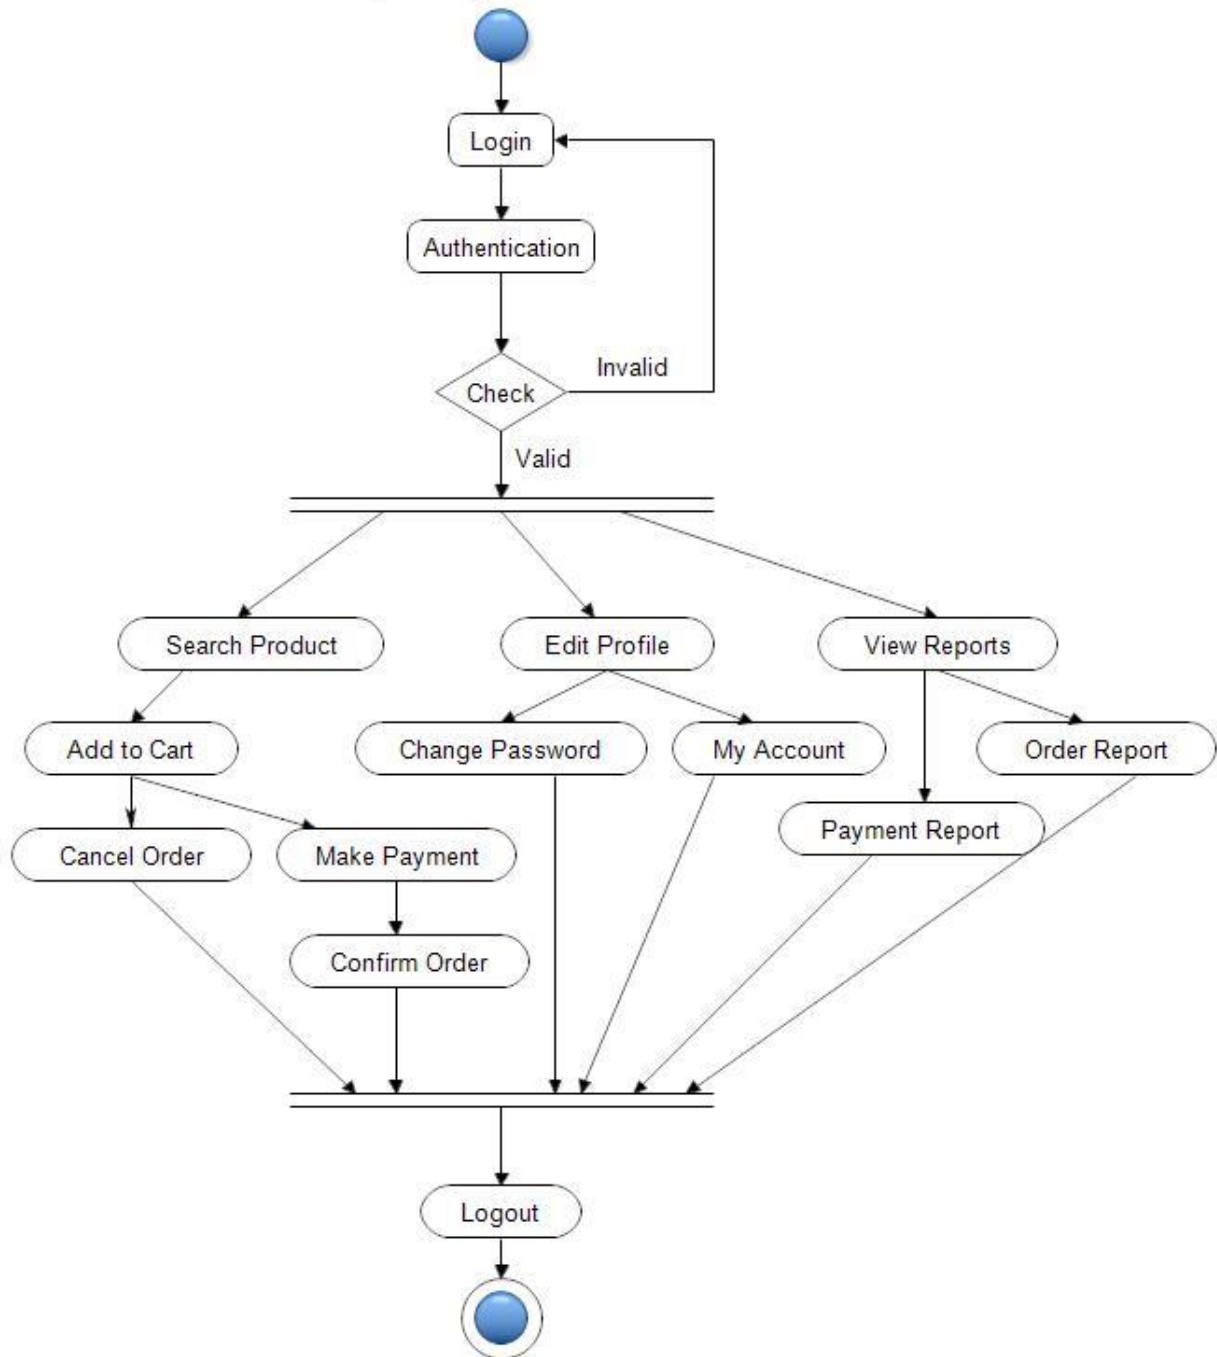 Login
Authentication
Invalid
Check
Valid
Search Product
Edit Profile
View Reports
Add to Cart
Change Password
My Account
Order Report
Payment Report
Cancel Order
Make Payment
Confirm Order
Logout